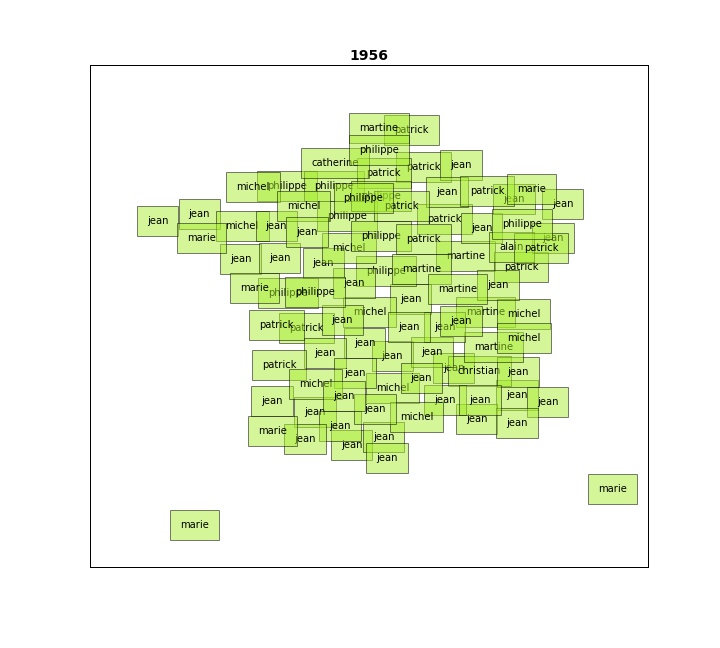 1956
martine patrick
philippe
catherine patrick patrick jean
michel philippe philippe philippe jean patrick jean marie
michel philippe patrick jean
jean jean philippe patrick
marie michel jean jean philippe patrick jean philippe jean
michel martine alain patrick
jean jean jean philippe martine patrick
marie philippe philippe jean jean martine jean
patrick patrick jean michel jean jean jean martine michel
jean jean jean jean martine michel
patrick michel jean michel jean jean christian jean
jean jean jean jean michel jean jean jean jean
marie jean jean jean jean jean jean
jean
marie
marie